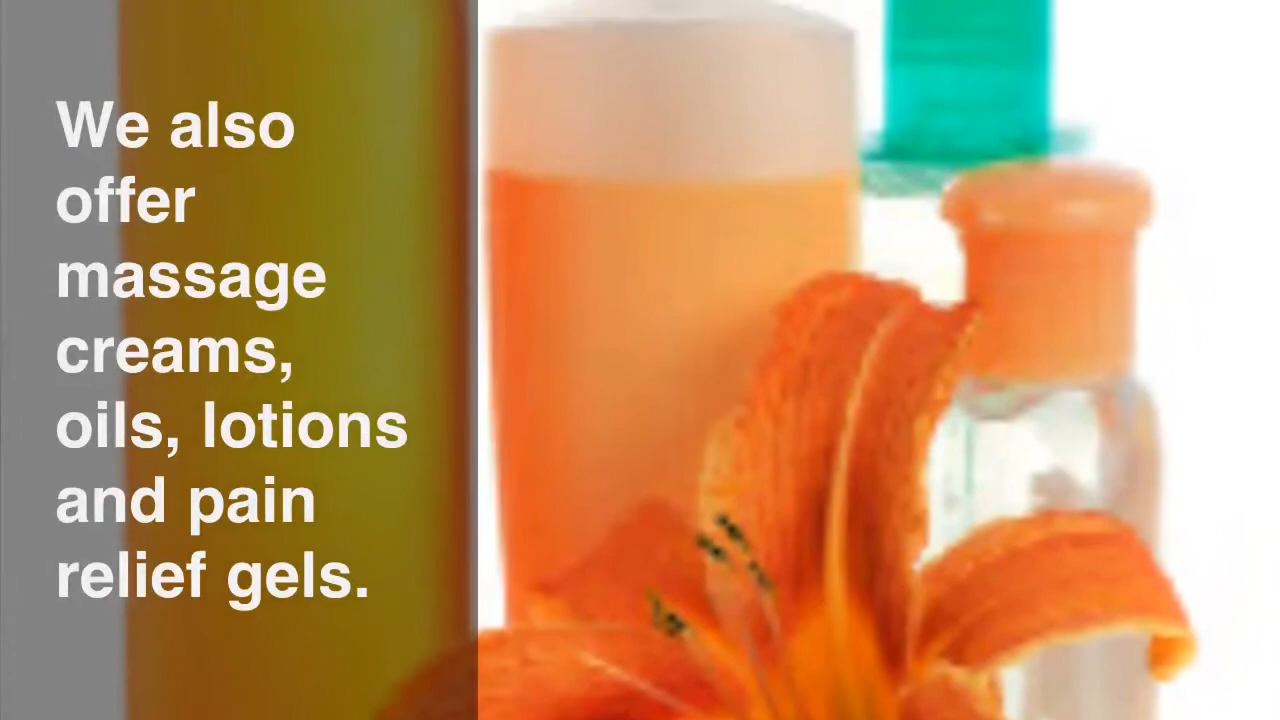 We also
offer
massage
creams,
oils, lotions
and pain
relief gels.